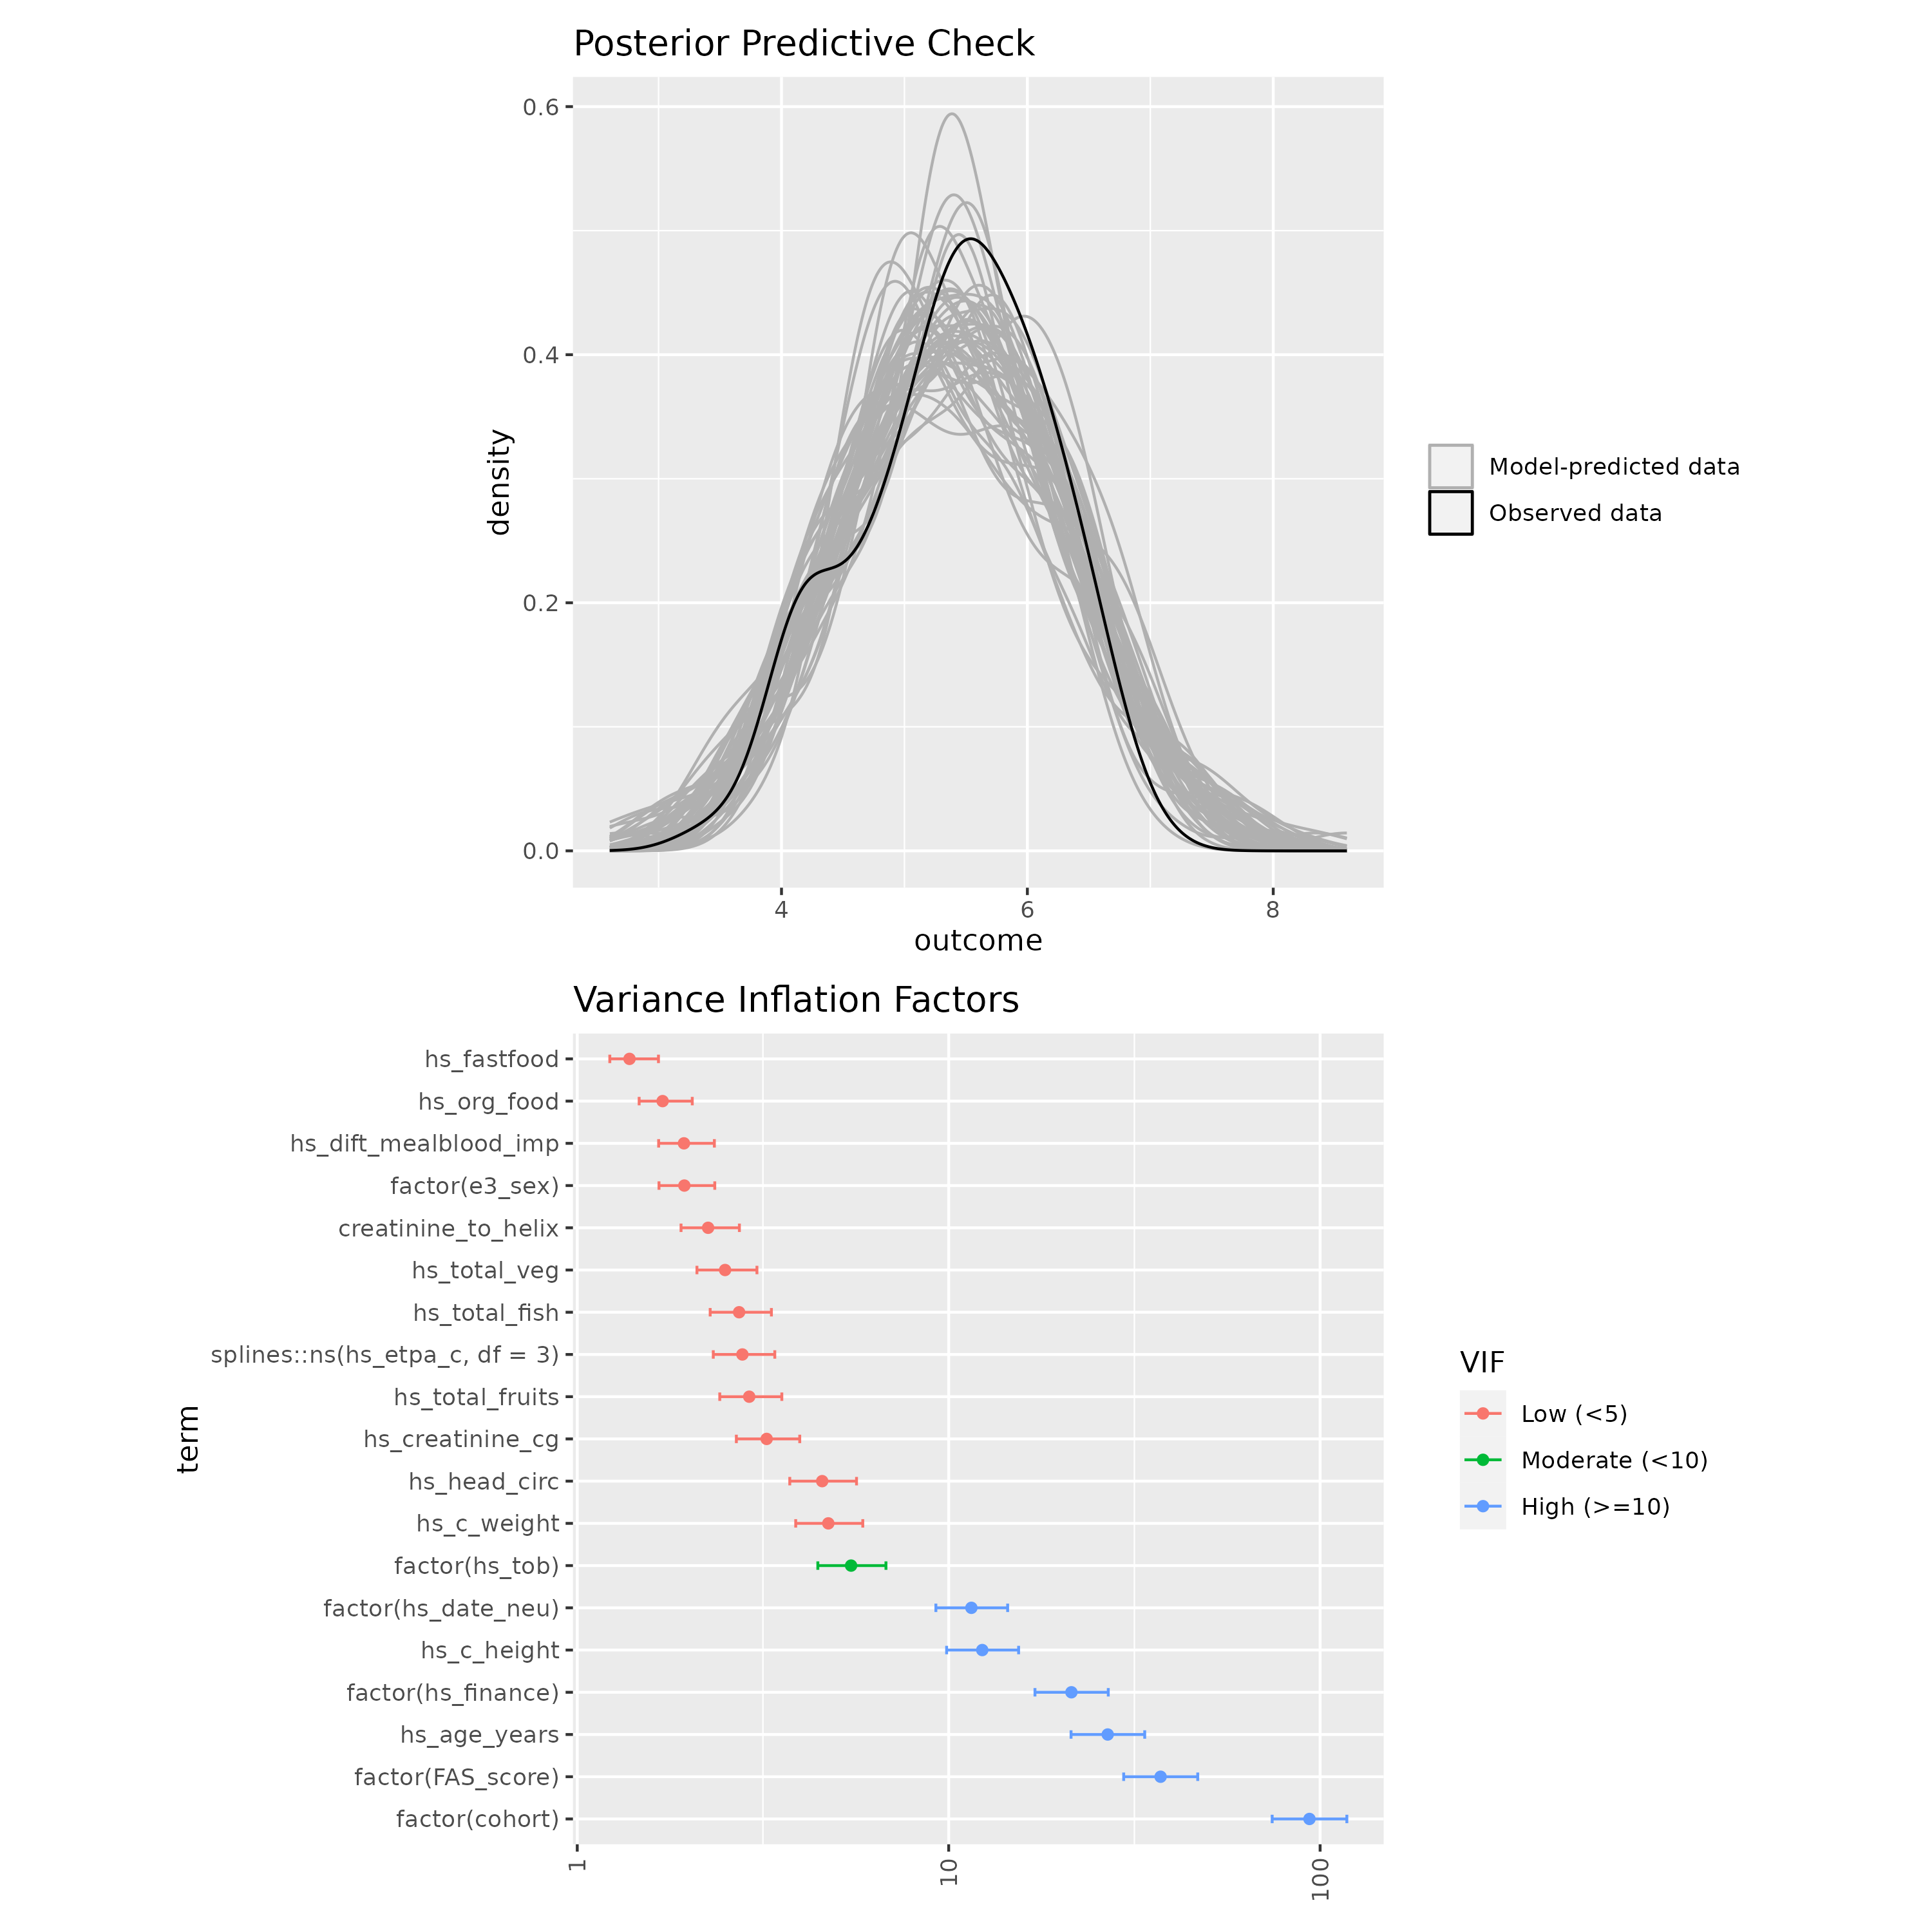 Posterior Predictive Check
0.6
0.4
0.2
0.0
density
4
6
8
outcome
Model-predicted data
Observed data
Variance Inflation Factors
hs_fastfood
hs_org_food
hs_dift_mealblood_imp
factor(e3_sex)
creatinine_to_helix
hs_total_veg
hs_total_fish
splines::ns(hs_etpa_c, df = 3)
hs_total_fruits
hs_creatinine_cg
hs_head_circ
hs_c_weight
factor(hs_tob)
factor(hs_date_neu)
hs_c_height
factor(hs_finance)
hs_age_years
factor(FAS_score)
factor(cohort)
term
1
10
100
VIF
Low (<5)
Moderate (<10)
High (>=10)